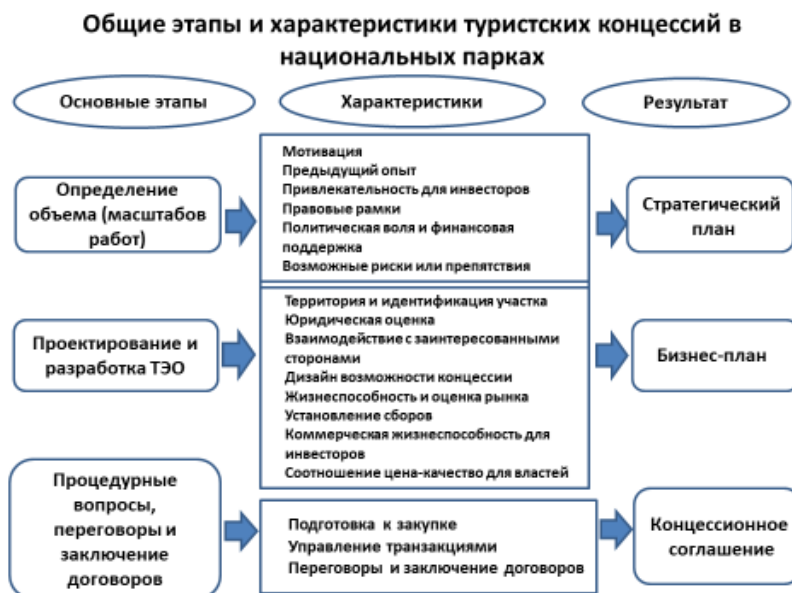 Общие этапы и характеристики туристских концессий в
национальных парках
Основные этапы
Характеристики
Результат
Определение
объема (масштабов
работ)
Мотивация
Предыдущий опыт
Привлекательность для инвесторов
Правовые рамки
Политическая воля и финансовая
поддержка
Возможные риски или препятствия
Стратегический
план
Проектирование и
разработка ТЭО
Территория и идентификация участка
Юридическая оценка
Взаимодействие с заинтересованными
сторонами
Дизайн возможности концессии
Жизнеспособность и оценка рынка
Установление сборов
Коммерческая жизнеспособность для
инвесторов
Соотношение цена-качество для властей
Бизнес-план
Процедурные
вопросы,
переговоры и
заключение
договоров
Подготовка к закупке
Управление транзакциями
Переговоры и заключение договоров
Концессионное
соглашение